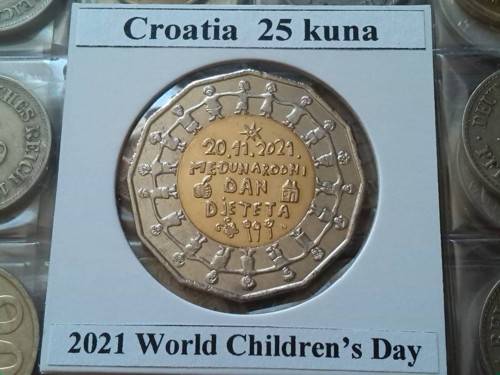 Croatia 25 kuna
20.11.2021.
MEĐUNARODNI
DAN
DJETETA
2021 World Children's Day